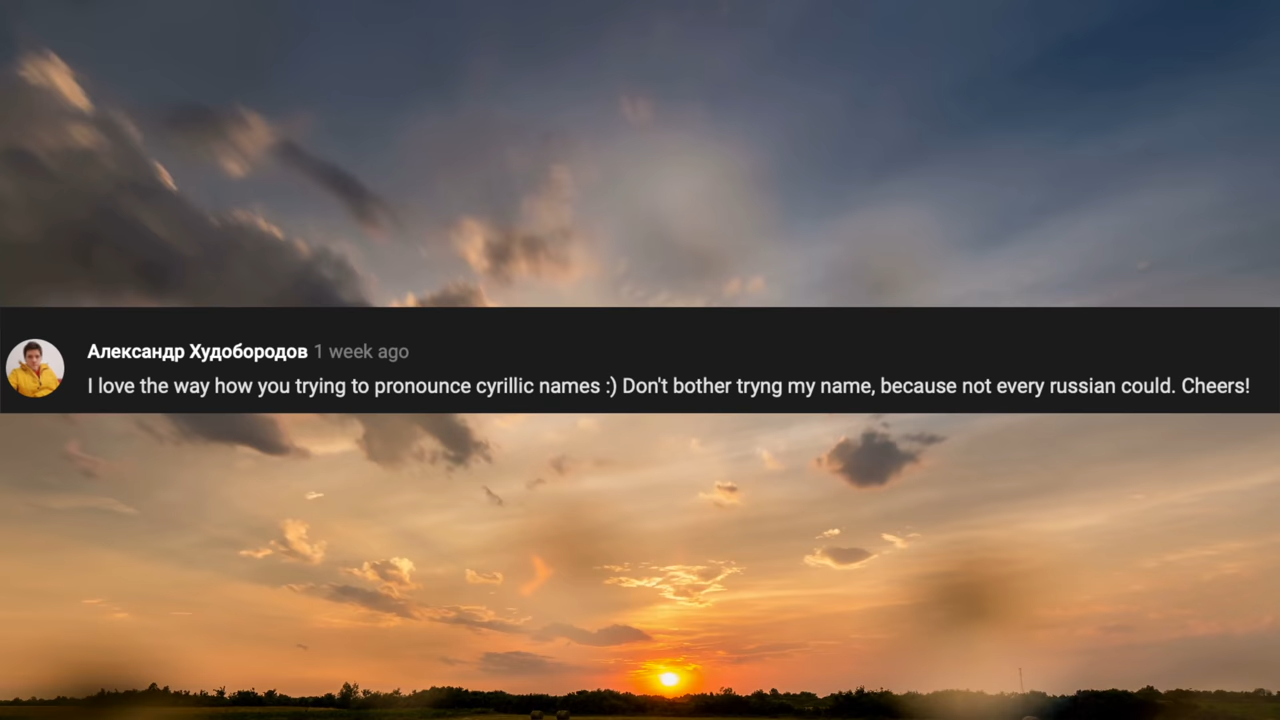 Александр Худобородов 1 week ago
I love the way how you trying to pronounce cyrillic names :) Don't bother tryng my name, because not every russian could. Cheers!